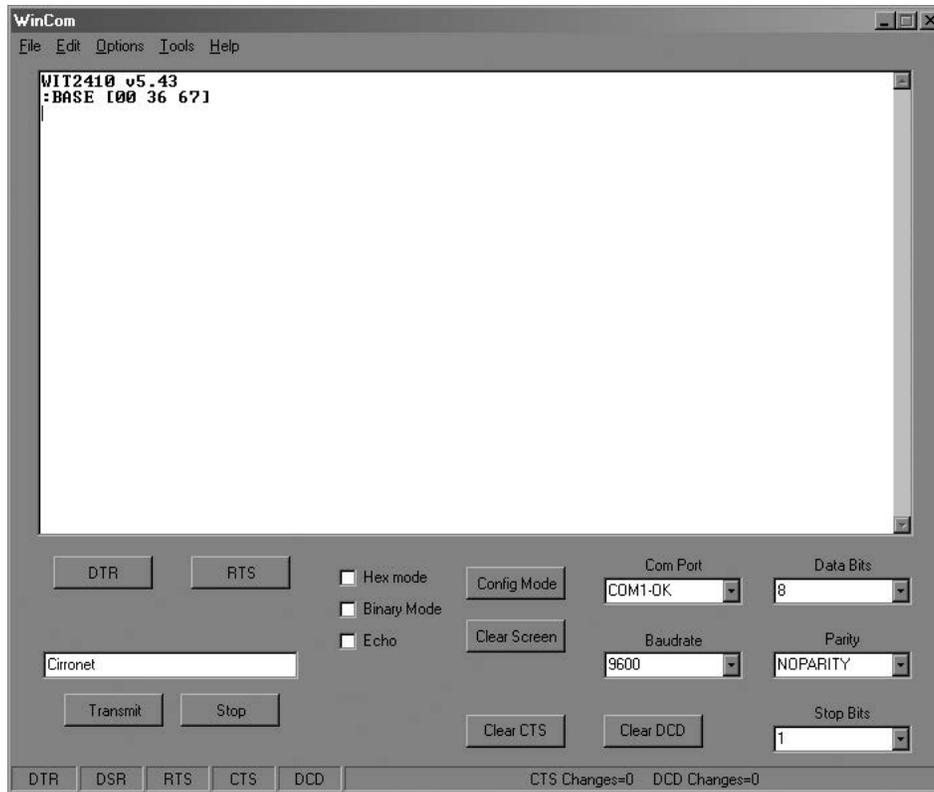 WinCom
File Edit Options Tools Help
WIT2410 v5.43
:BASE [00 36 67]
DTR RTS
Hex mode
Binary Mode
Echo
Config Mode
Clear Screen
Com Port
COM1-OK
Data Bits
8
Baudrate
9600
Parity
NOPARITY
Cirronet
Transmit Stop
Clear CTS Clear DCD
Stop Bits
1
DTR DSR RTS CTS DCD CTS Changes=0 DCD Changes=0